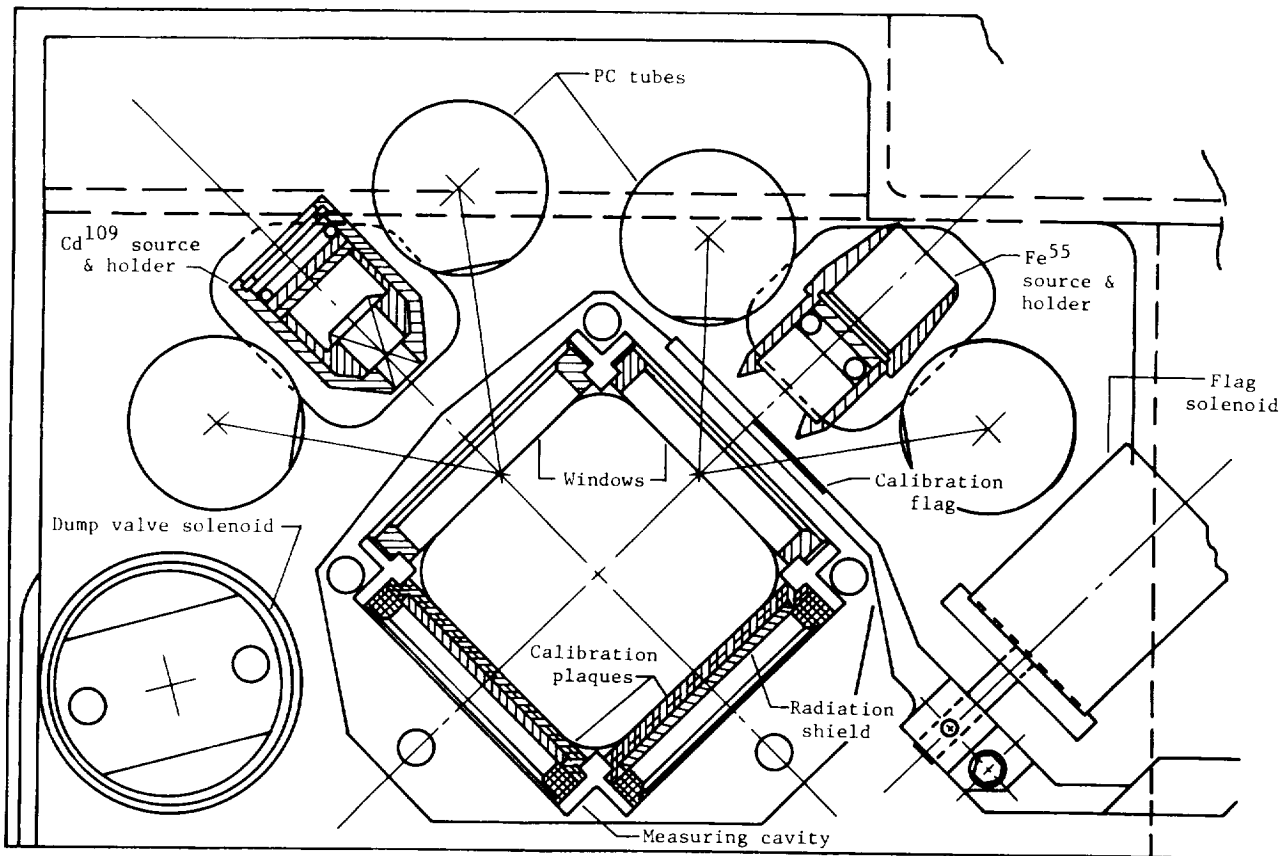 PC tubes
Cd109 source
& holder
Fe55
source &
holder
Flag
solenoid
Windows
Calibration
flag
Dump valve solenoid
Calibration
plaques
Radiation
shield
Measuring cavity